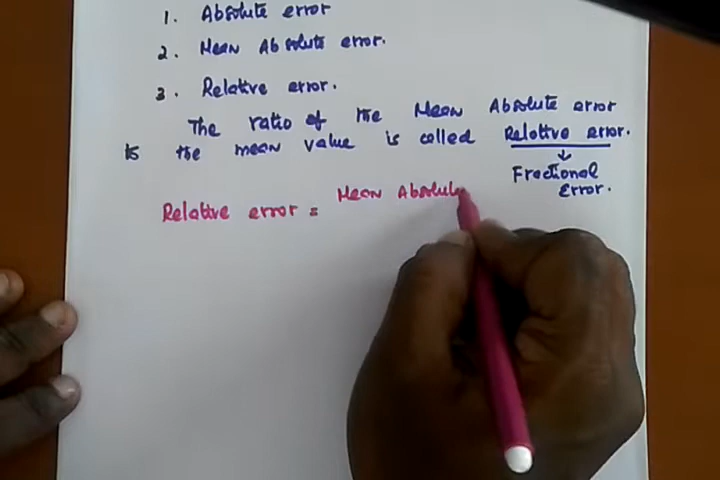 1. Absolute error
2. Mean Absolute error.
3. Relative error.
The ratio of the Mean Absolute error
to the mean value is called Relative error.
Fractional
Error.
Relative error = Mean Absolute